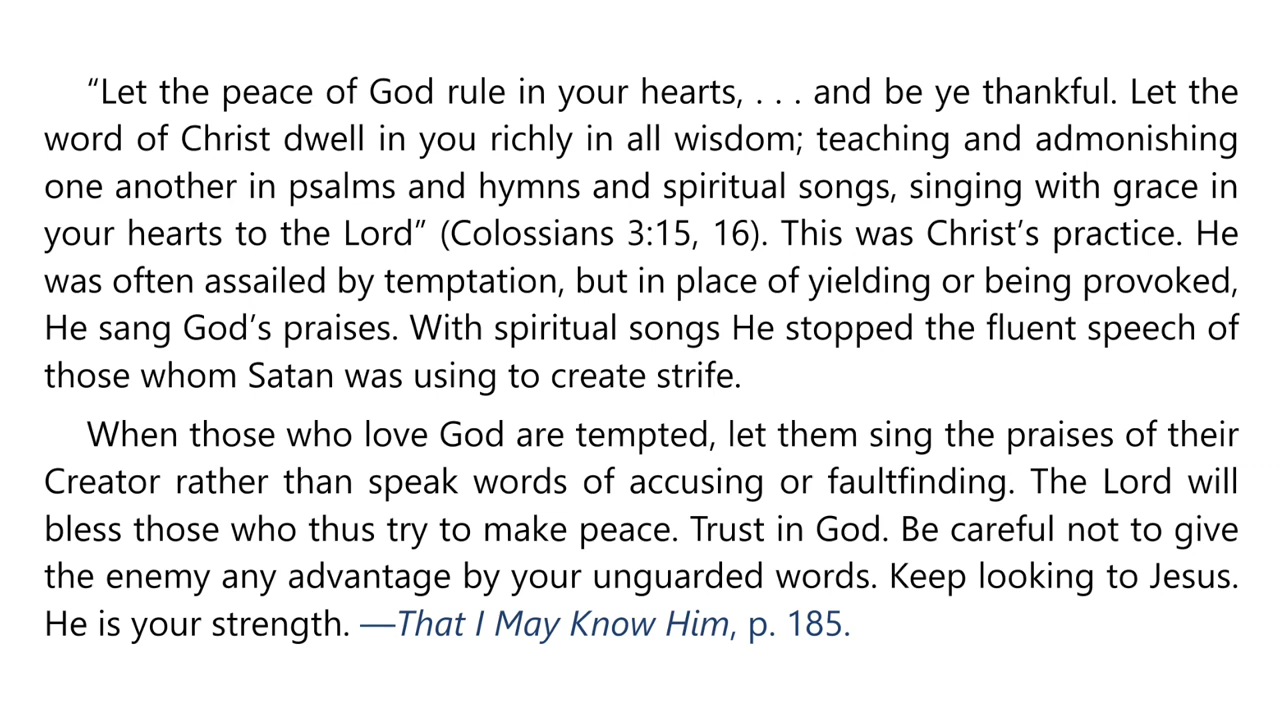 “Let the peace of God rule in your hearts, . . . and be ye thankful. Let the
word of Christ dwell in you richly in all wisdom; teaching and admonishing
one another in psalms and hymns and spiritual songs, singing with grace in
your hearts to the Lord” (Colossians 3:15, 16). This was Christ’s practice. He
was often assailed by temptation, but in place of yielding or being provoked,
He sang God’s praises. With spiritual songs He stopped the fluent speech of
those whom Satan was using to create strife.
When those who love God are tempted, let them sing the praises of their
Creator rather than speak words of accusing or faultfinding. The Lord will
bless those who thus try to make peace. Trust in God. Be careful not to give
the enemy any advantage by your unguarded words. Keep looking to Jesus.
He is your strength. —That I May Know Him, p. 185.